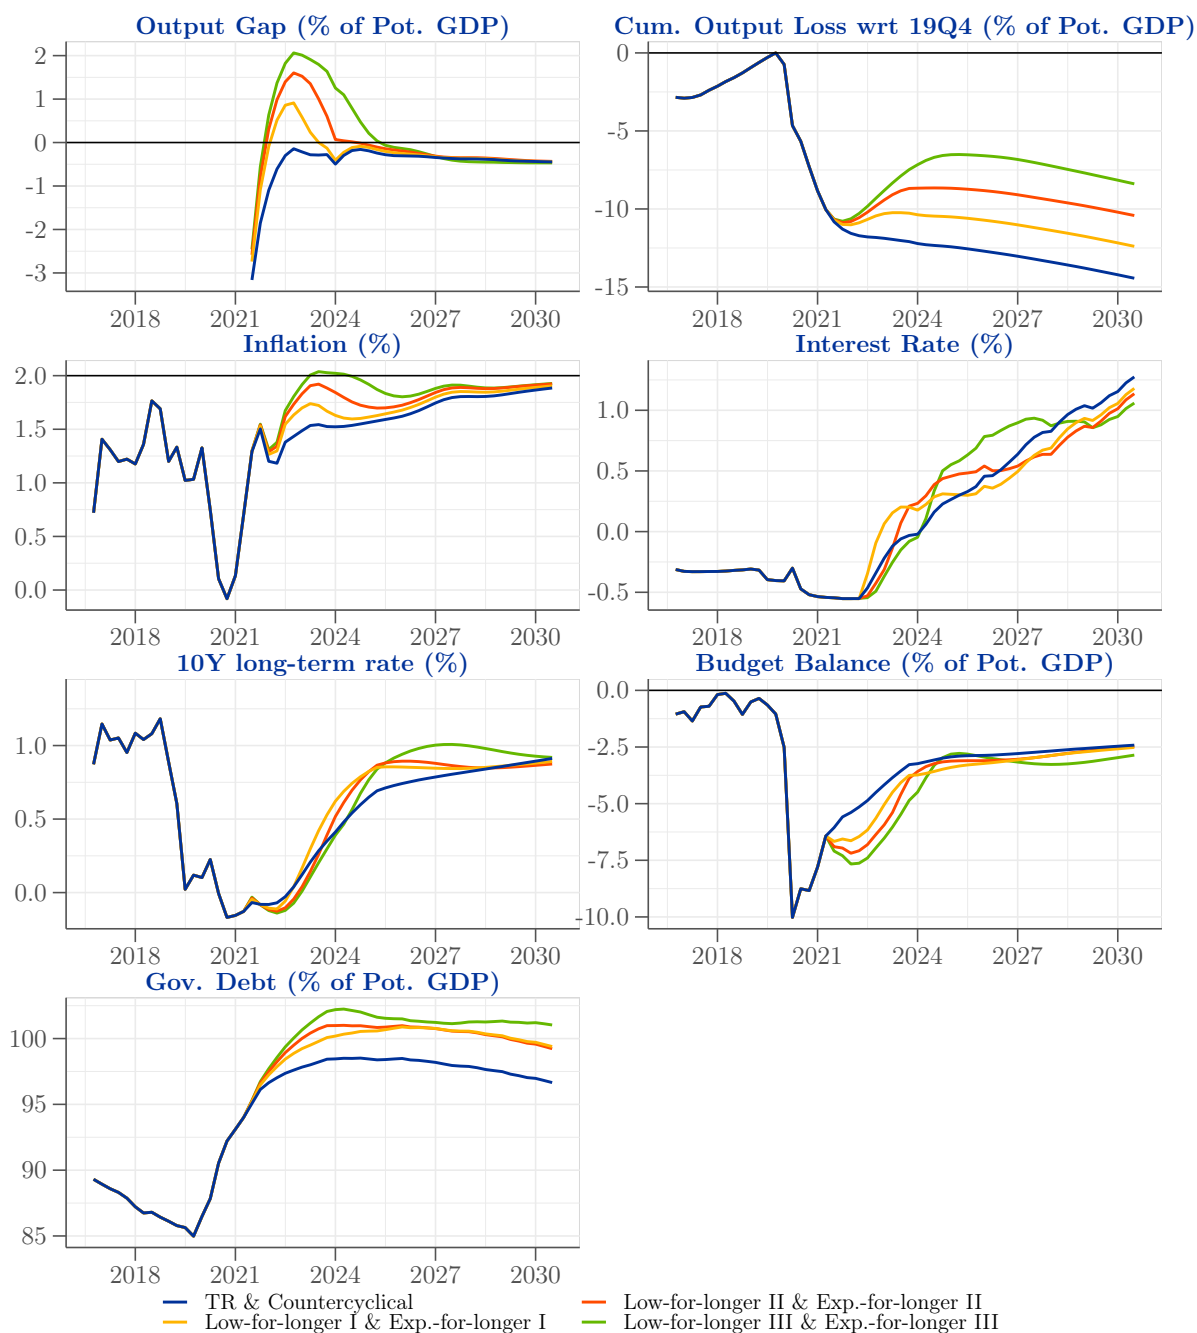 Output Gap (% of Pot. GDP)
2
1
0
-1
-2
-3
2018 2021 2024 2027 2030
Cum. Output Loss wrt 19Q4 (% of Pot. GDP)
0
-5
-10
-15
2018 2021 2024 2027 2030
Inflation (%)
2.0
1.5
1.0
0.5
0.0
2018 2021 2024 2027 2030
Interest Rate (%)
1.0
0.5
0.0
-0.5
2018 2021 2024 2027 2030
10Y long-term rate (%)
1.0
0.5
0.0
2018 2021 2024 2027 2030
Budget Balance (% of Pot. GDP)
0.0
-2.5
-5.0
-7.5
-10.0
2018 2021 2024 2027 2030
Gov. Debt (% of Pot. GDP)
100
95
90
85
2018 2021 2024 2027 2030
TR & Countercyclical
Low-for-longer I & Exp.-for-longer I
Low-for-longer II & Exp.-for-longer II
Low-for-longer III & Exp.-for-longer III